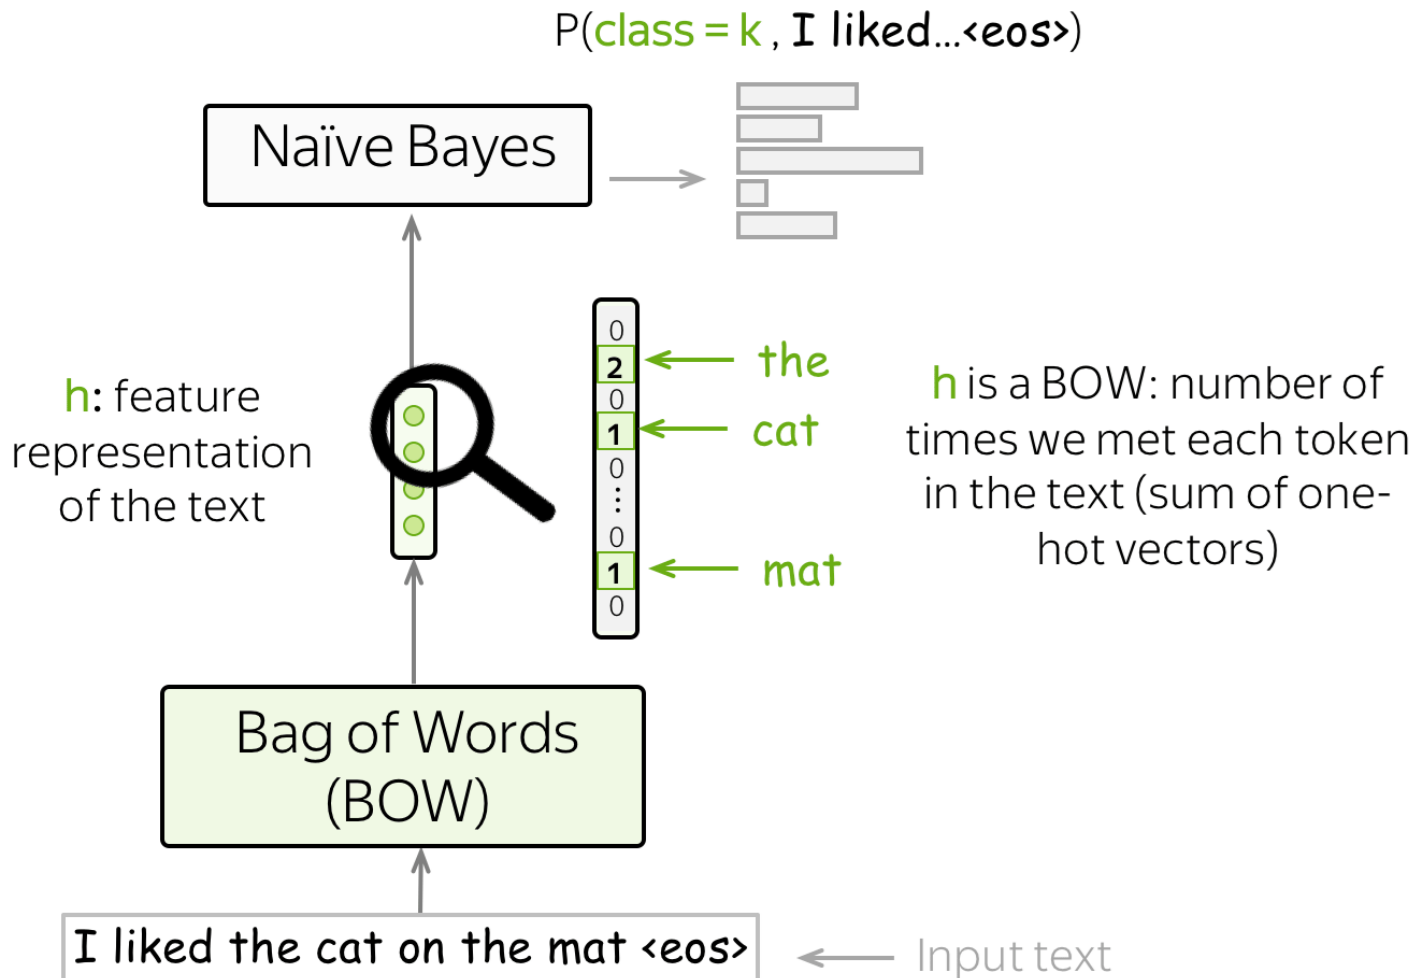 P(class = k , I liked...<eos>)
Naïve Bayes
h: feature
representation
of the text
0
2
0
1
0
⋮
0
1
0
the
cat
mat
h is a BOW: number of
times we met each token
in the text (sum of one-
hot vectors)
Bag of Words
(BOW)
I liked the cat on the mat <eos>
Input text